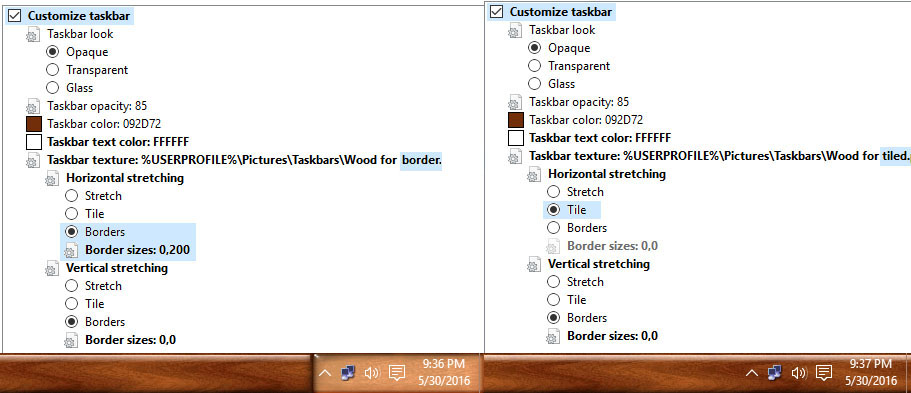 Customize taskbar
Taskbar look
Opaque
Transparent
Glass
Taskbar opacity: 85
Taskbar color: 092D72
Taskbar text color: FFFFFF
Taskbar texture: %USERPROFILE%\Pictures\Taskbars\Wood for border.
Horizontal stretching
Stretch
Tile
Borders
Border sizes: 0,200
Vertical stretching
Stretch
Tile
Borders
Border sizes: 0,0
9:36 PM
5/30/2016
Customize taskbar
Taskbar look
Opaque
Transparent
Glass
Taskbar opacity: 85
Taskbar color: 092D72
Taskbar text color: FFFFFF
Taskbar texture: %USERPROFILE%\Pictures\Taskbars\Wood for tiled.
Horizontal stretching
Stretch
Tile
Borders
Border sizes: 0,0
Vertical stretching
Stretch
Tile
Borders
Border sizes: 0,0
9:37 PM
5/30/2016